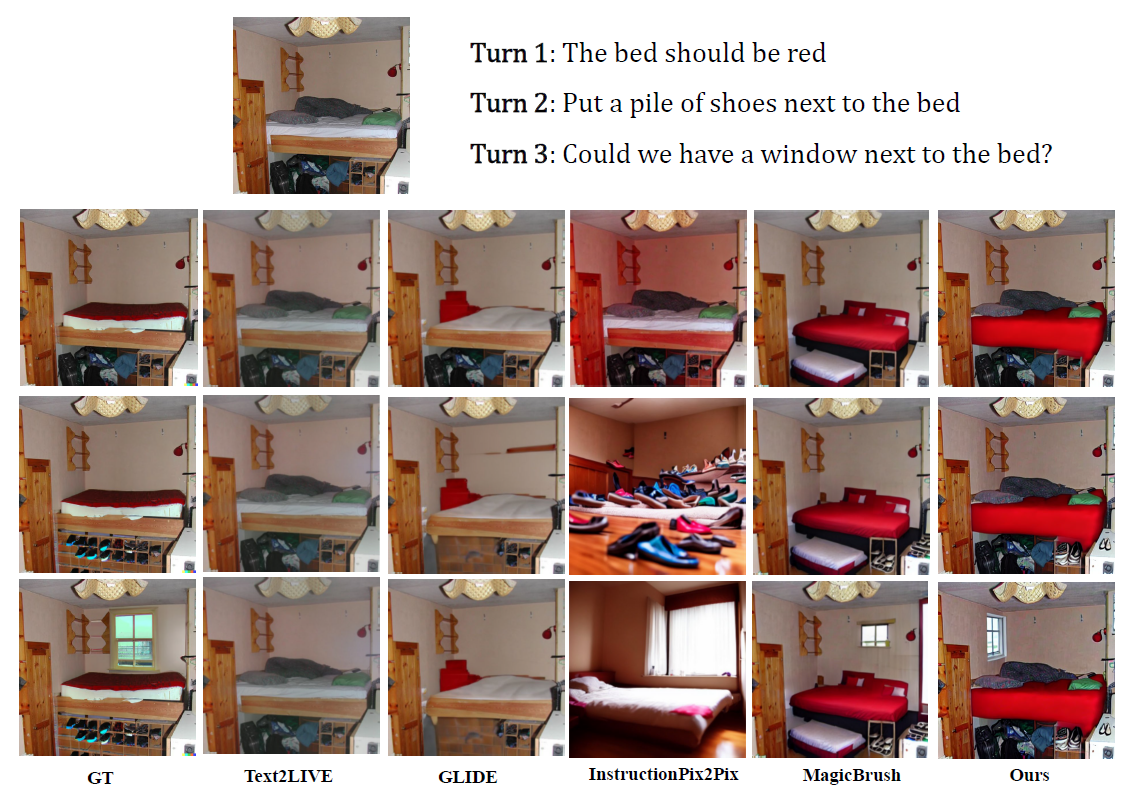 Turn 1: The bed should be red
Turn 2: Put a pile of shoes next to the bed
Turn 3: Could we have a window next to the bed?
GT Text2LIVE GLIDE InstructionPix2Pix MagicBrush Ours